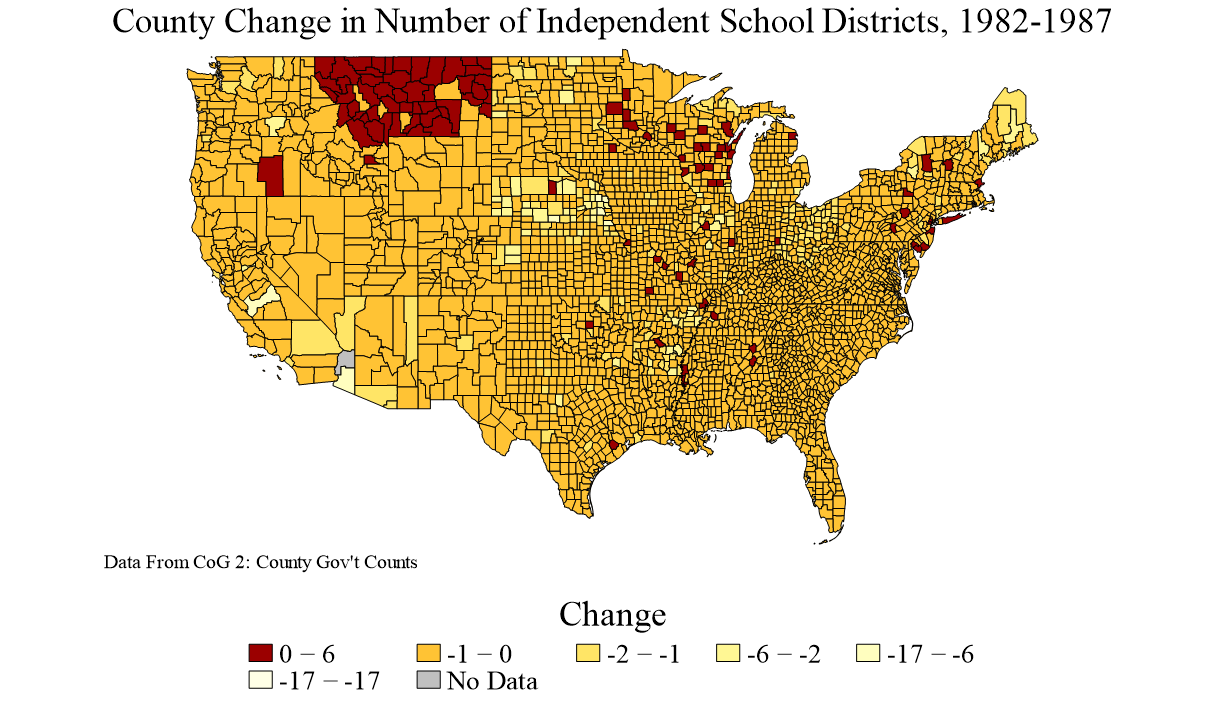 County Change in Number of Independent School Districts, 1982-1987
Data From CoG 2: County Gov't Counts
Change
0 − 6
-1 − 0
-2 − -1
-6 − -2
-17 − -6
-17 − -17
No Data